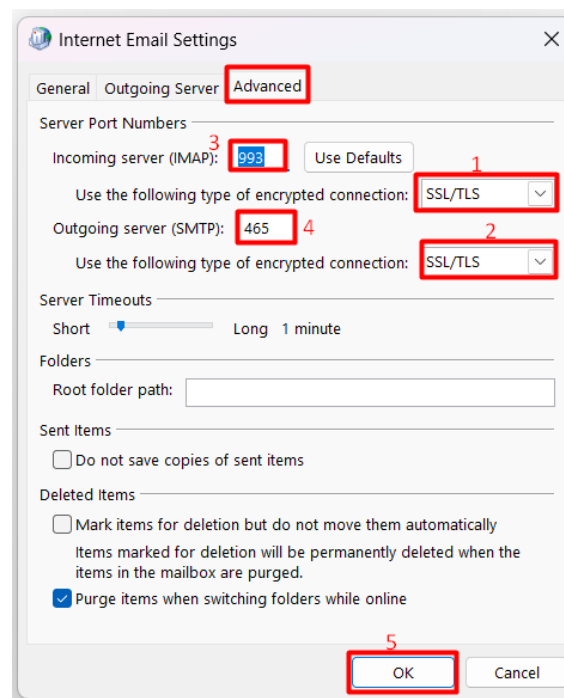 Internet Email Settings
General Outgoing Server Advanced
Server Port Numbers
3
Incoming server (IMAP): 993 Use Defaults
1
Use the following type of encrypted connection: SSL/TLS
Outgoing server (SMTP): 465 4
2
Use the following type of encrypted connection: SSL/TLS
Server Timeouts
Short Long 1 minute
Folders
Root folder path:
Sent Items
Do not save copies of sent items
Deleted Items
Mark items for deletion but do not move them automatically
Items marked for deletion will be permanently deleted when the
items in the mailbox are purged.
Purge items when switching folders while online
5
OK Cancel